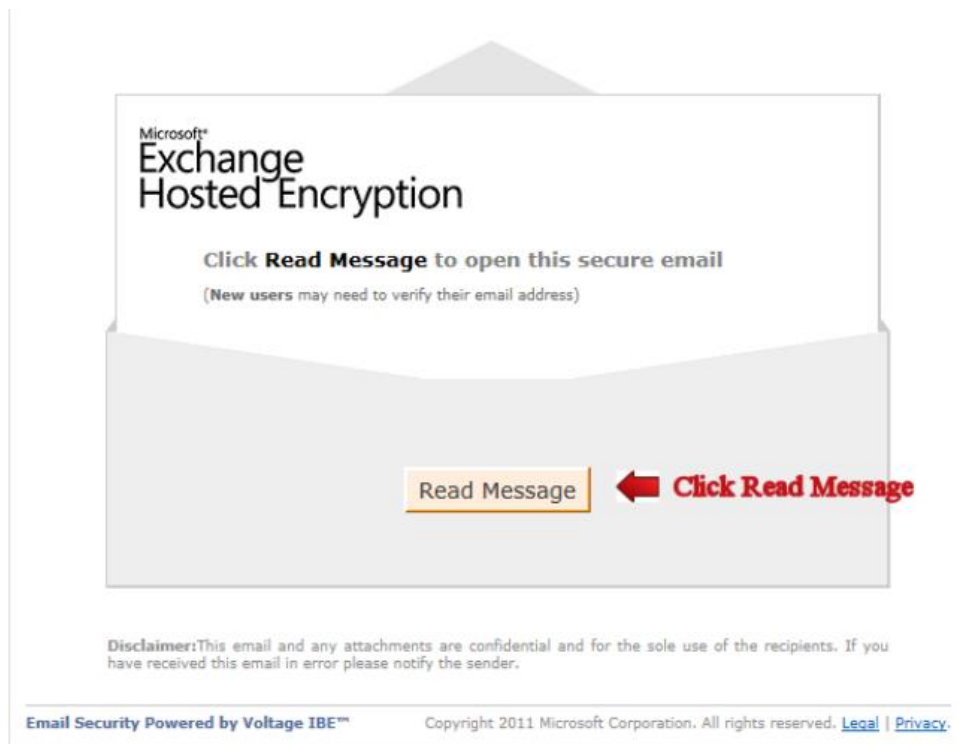 Microsoft®
Exchange
Hosted Encryption
Click Read Message to open this secure email
(New users may need to verify their email address)
Read Message
Click Read Message
Disclaimer:This email and any attachments are confidential and for the sole use of the recipients. If you
have received this email in error please notify the sender.
Email Security Powered by Voltage IBE™ Copyright 2011 Microsoft Corporation. All rights reserved. Legal | Privacy.